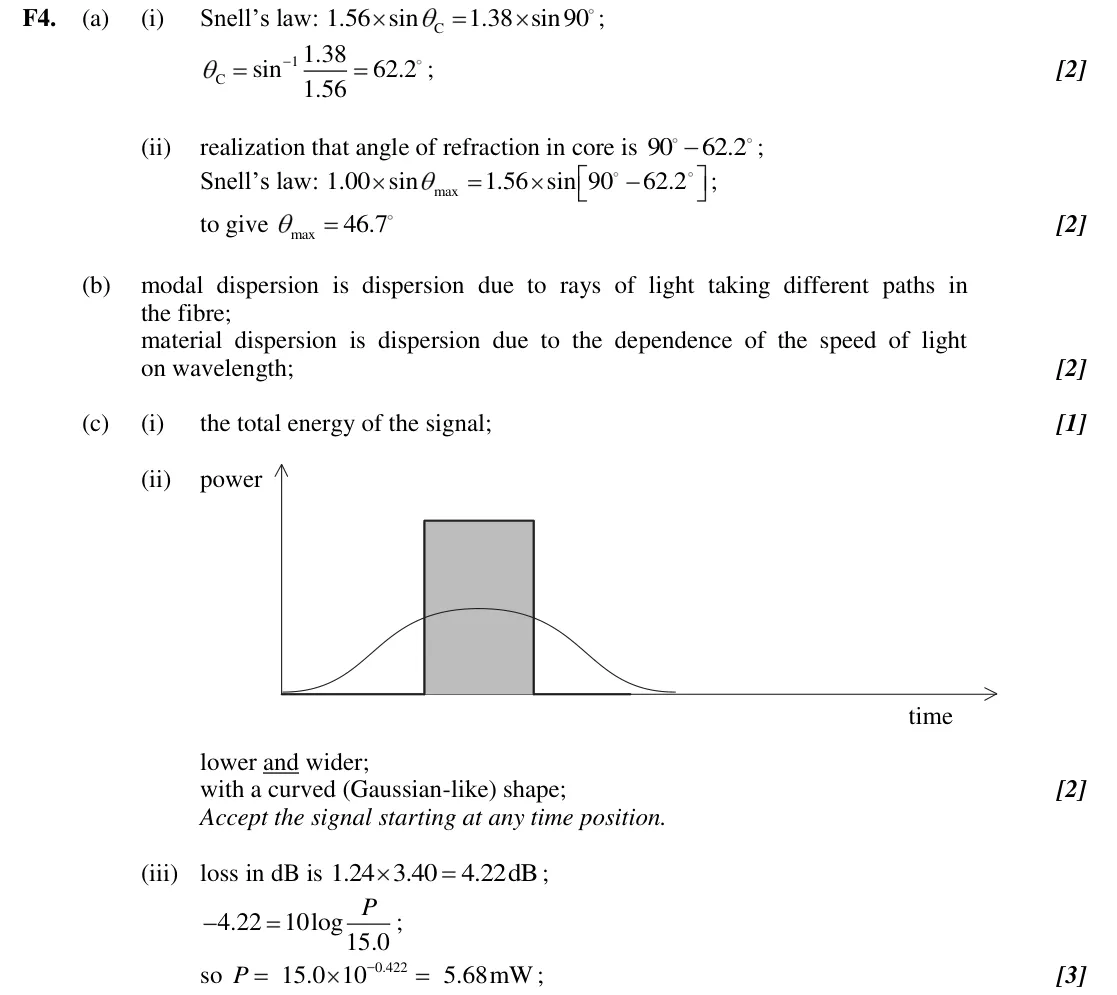 F4. (a) (i) Snell's law: 1.56×sin θ_C = 1.38×sin 90°;
θ_C = sin⁻¹ 1.38/1.56 = 62.2°; [2]
(ii) realization that angle of refraction in core is 90° − 62.2°;
Snell's law: 1.00×sin θ_max = 1.56×sin[90° − 62.2°];
to give θ_max = 46.7° [2]
(b) modal dispersion is dispersion due to rays of light taking different paths in
the fibre;
material dispersion is dispersion due to the dependence of the speed of light
on wavelength; [2]
(c) (i) the total energy of the signal; [1]
(ii) power
time
lower and wider;
with a curved (Gaussian-like) shape; [2]
Accept the signal starting at any time position.
(iii) loss in dB is 1.24×3.40 = 4.22 dB;
−4.22 = 10 log P/15.0;
so P = 15.0×10^−0.422 = 5.68 mW; [3]